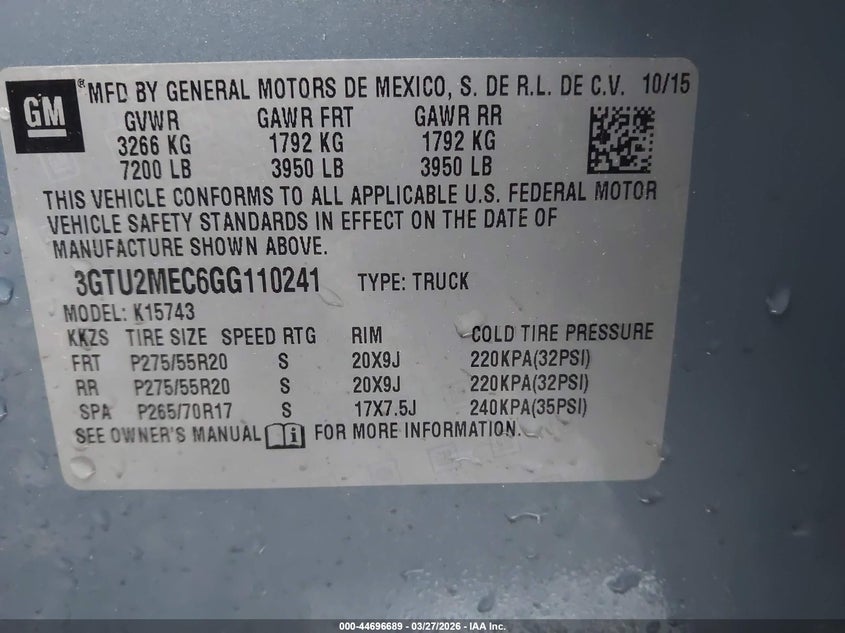 GM ® MFD BY GENERAL MOTORS DE MEXICO, S. DE R.L. DE C.V. 10/15
GVWR GAWR FRT GAWR RR
3266 KG 1792 KG 1792 KG
7200 LB 3950 LB 3950 LB
THIS VEHICLE CONFORMS TO ALL APPLICABLE U.S. FEDERAL MOTOR
VEHICLE SAFETY STANDARDS IN EFFECT ON THE DATE OF
MANUFACTURE SHOWN ABOVE.
3GTU2MEC6GG110241 TYPE: TRUCK
MODEL: K15743
KKZS TIRE SIZE SPEED RTG RIM COLD TIRE PRESSURE
FRT P275/55R20 S 20X9J 220KPA(32PSI)
RR P275/55R20 S 20X9J 220KPA(32PSI)
SPA P265/70R17 S 17X7.5J 240KPA(35PSI)
SEE OWNER'S MANUAL i FOR MORE INFORMATION.
000-44696689 - 03/27/2026 - IAA, Inc.